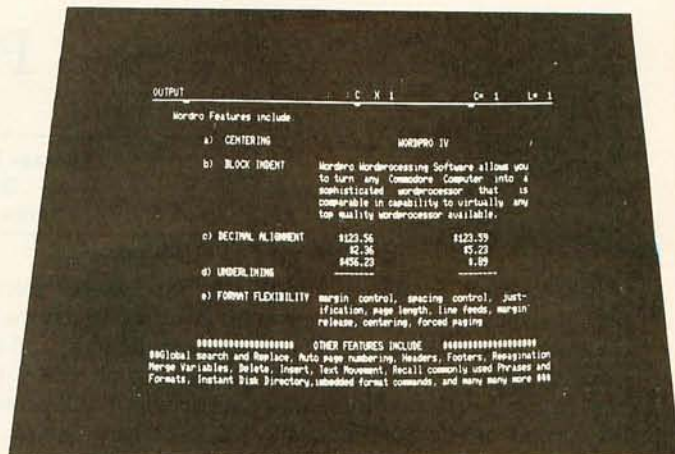 OUTPUT : : C X 1 C= 1 L= 1
Wordro Features include
a) CENTERING WORDPRO IV
b) BLOCK INDENT Wordpro Wordprocessing Software allows you
to turn any Commodore Computer into a
sophisticated wordprocessor that is
comparable in capability to virtually any
top quality wordprocessor available.
c) DECIMAL ALIGNMENT $123.56 $123.59
$2.36 $5.23
$456.23 $.89
d) UNDERLINING ------- -------
e) FORMAT FLEXIBILITY margin control, spacing control, just-
ification, page length, line feeds, margin
release, centering, forced paging
OTHER FEATURES INCLUDE
Global search and Replace, Auto page numbering, Headers, Footers, Repagination
Merge Variables, Delete, Insert, Text Movement, Recall commonly used Phrases and
Formats, Instant Disk Directory, imbedded format commands, and many many more